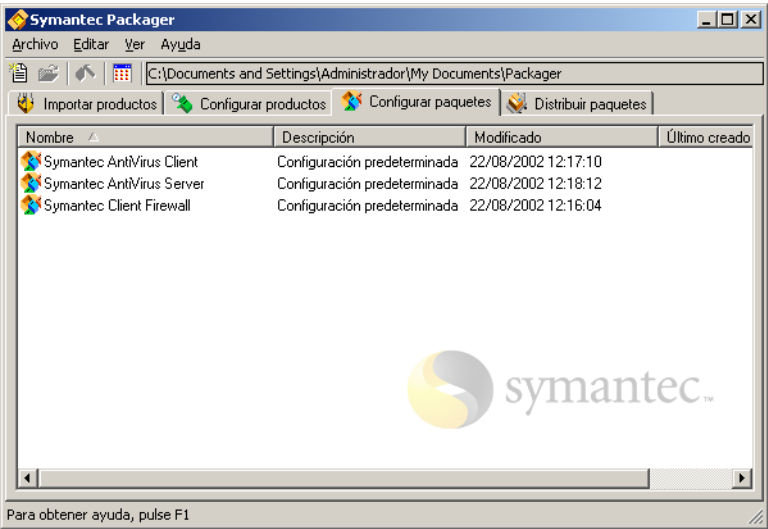 Symantec Packager
Archivo Editar Ver Ayuda
C:\Documents and Settings\Administrador\My Documents\Packager
Importar productos Configurar productos Configurar paquetes Distribuir paquetes
Nombre Descripción Modificado Último creado
Symantec AntiVirus Client Configuración predeterminada 22/08/2002 12:17:10
Symantec AntiVirus Server Configuración predeterminada 22/08/2002 12:18:12
Symantec Client Firewall Configuración predeterminada 22/08/2002 12:16:04
symantec.™
Para obtener ayuda, pulse F1